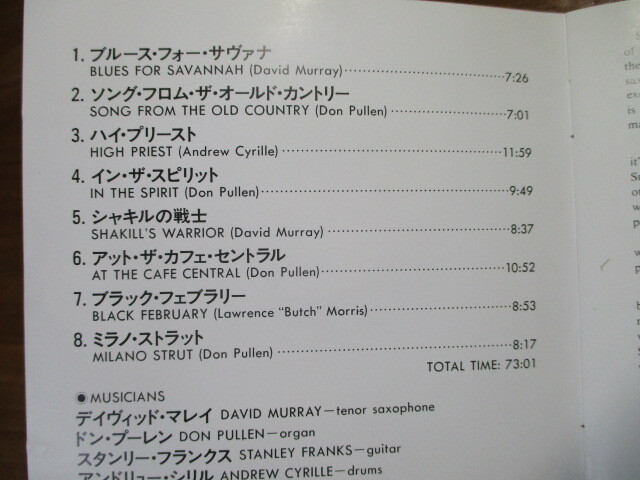 1. ブルース・フォー・サヴァナ
BLUES FOR SAVANNAH (David Murray)……7:26
2. ソング・フロム・ザ・オールド・カントリー
SONG FROM THE OLD COUNTRY (Don Pullen)……7:01
3. ハイ・プリースト
HIGH PRIEST (Andrew Cyrille)……11:59
4. イン・ザ・スピリット
IN THE SPIRIT (Don Pullen)……9:49
5. シャキルの戦士
SHAKILL'S WARRIOR (David Murray)……8:37
6. アット・ザ・カフェ・セントラル
AT THE CAFE CENTRAL (Don Pullen)……10:52
7. ブラック・フェブラリー
BLACK FEBRUARY (Lawrence "Butch" Morris)……8:53
8. ミラノ・ストラット
MILANO STRUT (Don Pullen)……8:17
TOTAL TIME: 73:01
◉MUSICIANS
デイヴィッド・マレイ DAVID MURRAY—tenor saxophone
ドン・プーレン DON PULLEN—organ
スタンリー・フランクス STANLEY FRANKS—guitar
アンドリュー・シリル ANDREW CYRILLE—drums